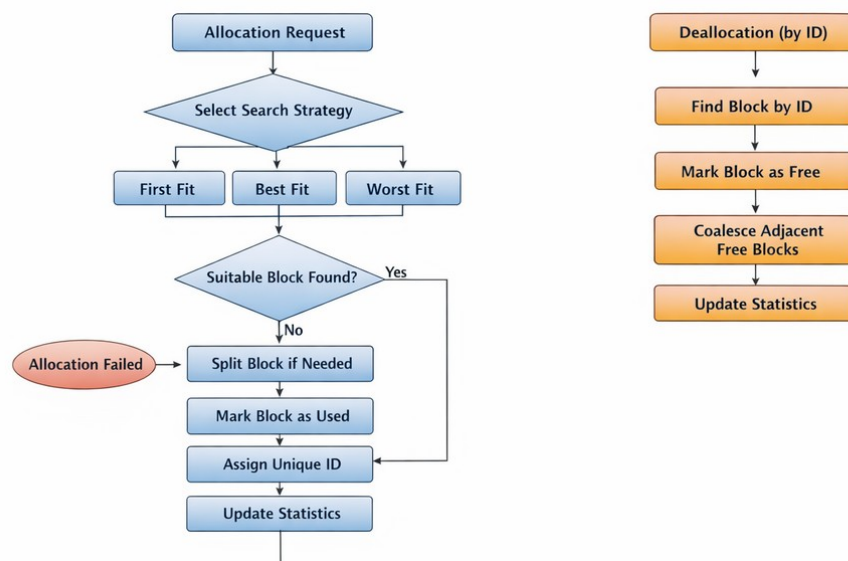 Allocation Request
Select Search Strategy
First Fit
Best Fit
Worst Fit
Suitable Block Found?
Yes
No
Allocation Failed
Split Block if Needed
Mark Block as Used
Assign Unique ID
Update Statistics
Deallocation (by ID)
Find Block by ID
Mark Block as Free
Coalesce Adjacent
Free Blocks
Update Statistics